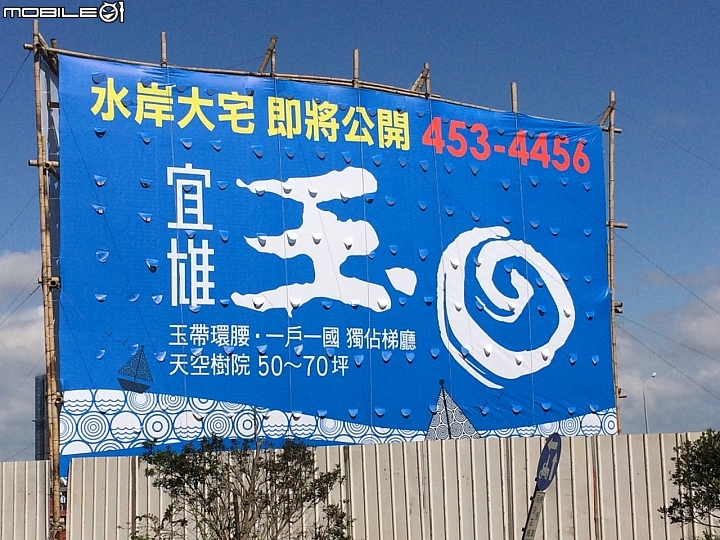 MOBILE01
水岸大宅 即將公開 453-4456
宜雄
玉
玉帶環腰・一戶一國 獨佔梯廳
天空樹院 50～70坪